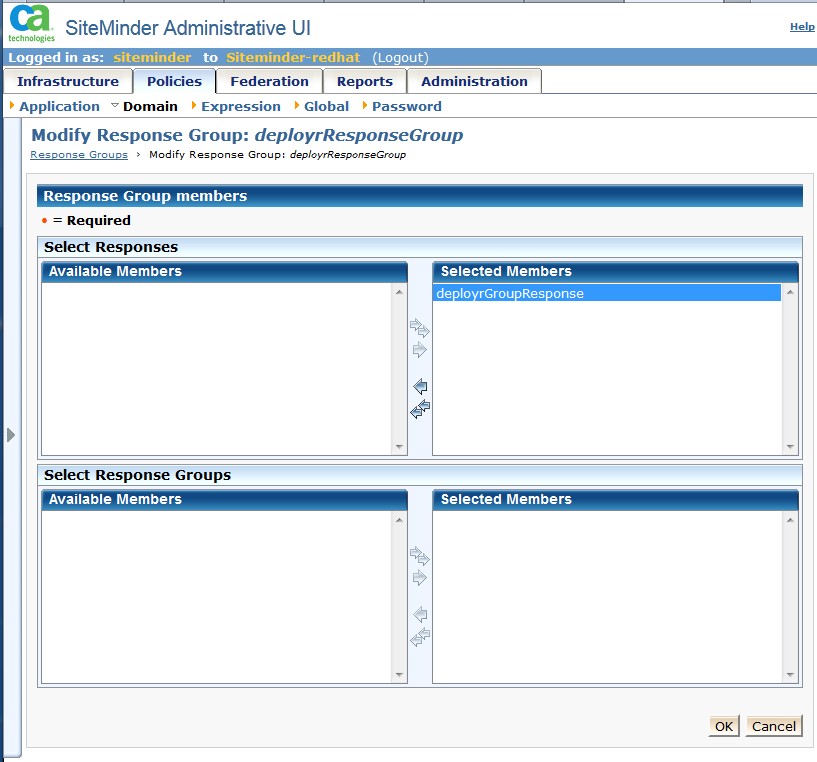 ca.
technologies
SiteMinder Administrative UI
Help
Logged in as: siteminder to Siteminder-redhat (Logout)
Infrastructure Policies Federation Reports Administration
Application Domain Expression Global Password
Modify Response Group: deployrResponseGroup
Response Groups › Modify Response Group: deployrResponseGroup
Response Group members
• = Required
Select Responses
Available Members Selected Members
deployrGroupResponse
Select Response Groups
Available Members Selected Members
OK Cancel